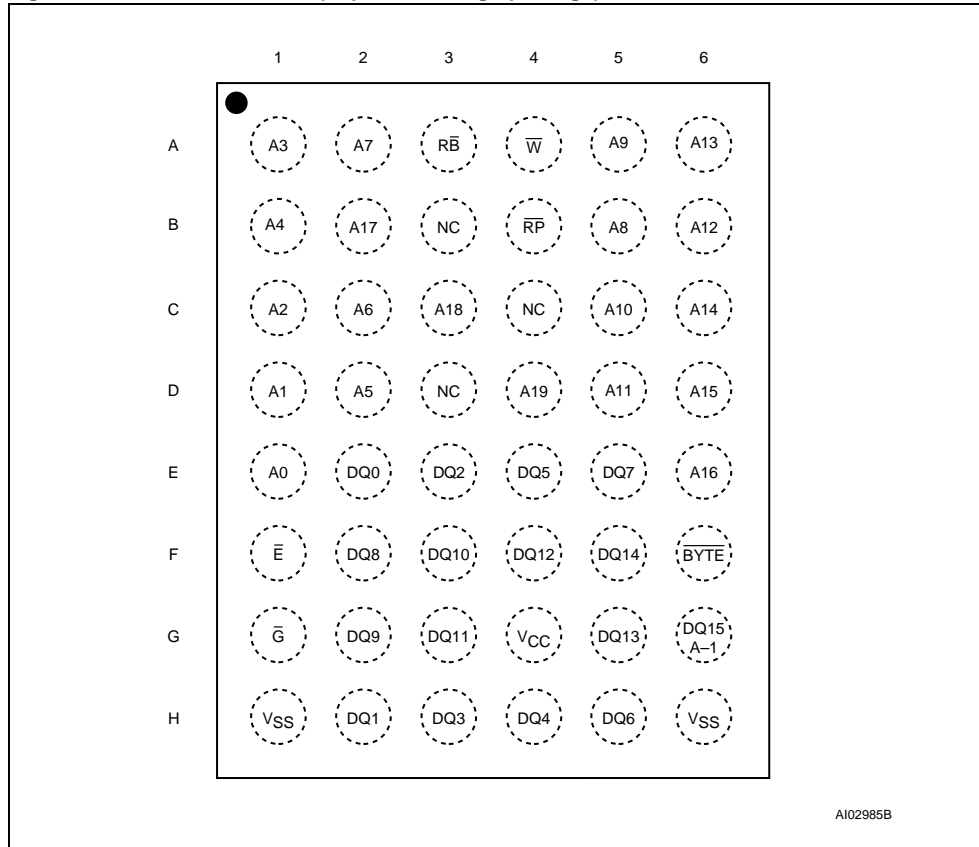 1 2 3 4 5 6
A A3 A7 RB̅ W̅ A9 A13
B A4 A17 NC R̅P̅ A8 A12
C A2 A6 A18 NC A10 A14
D A1 A5 NC A19 A11 A15
E A0 DQ0 DQ2 DQ5 DQ7 A16
F E̅ DQ8 DQ10 DQ12 DQ14 B̅Y̅T̅E̅
G G̅ DQ9 DQ11 VCC DQ13 DQ15
A–1
H VSS DQ1 DQ3 DQ4 DQ6 VSS
AI02985B